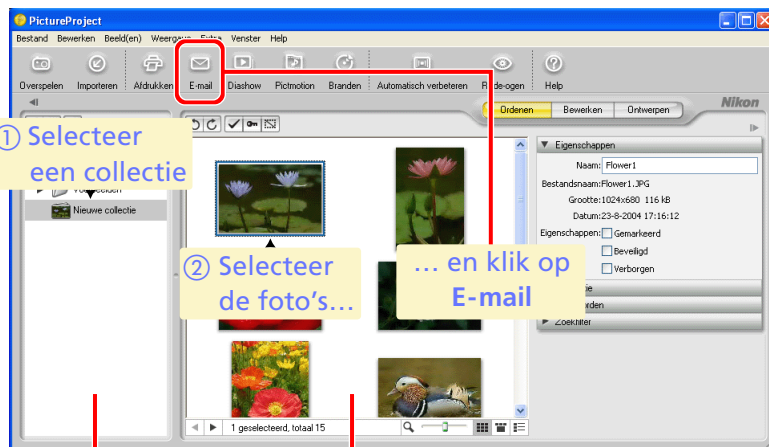 PictureProject
Bestand Bewerken Beeld(en) Weergave Extra Venster Help
Overspelen Importeren Afdrukken E-mail Diashow Pictmotion Branden Automatisch verbeteren Rode-ogen Help
Ordenen Bewerken Ontwerpen Nikon
① Selecteer
een collectie
Nieuwe collectie
② Selecteer
de foto's...
... en klik op
E-mail
Eigenschappen
Naam: Flower1
Bestandsnaam:Flower1.JPG
Grootte:1024x680 116 kB
Datum:23-8-2004 17:16:12
Eigenschappen: Gemarkeerd
Beveiligd
Verborgen
Zoekfilter
1 geselecteerd, totaal 15